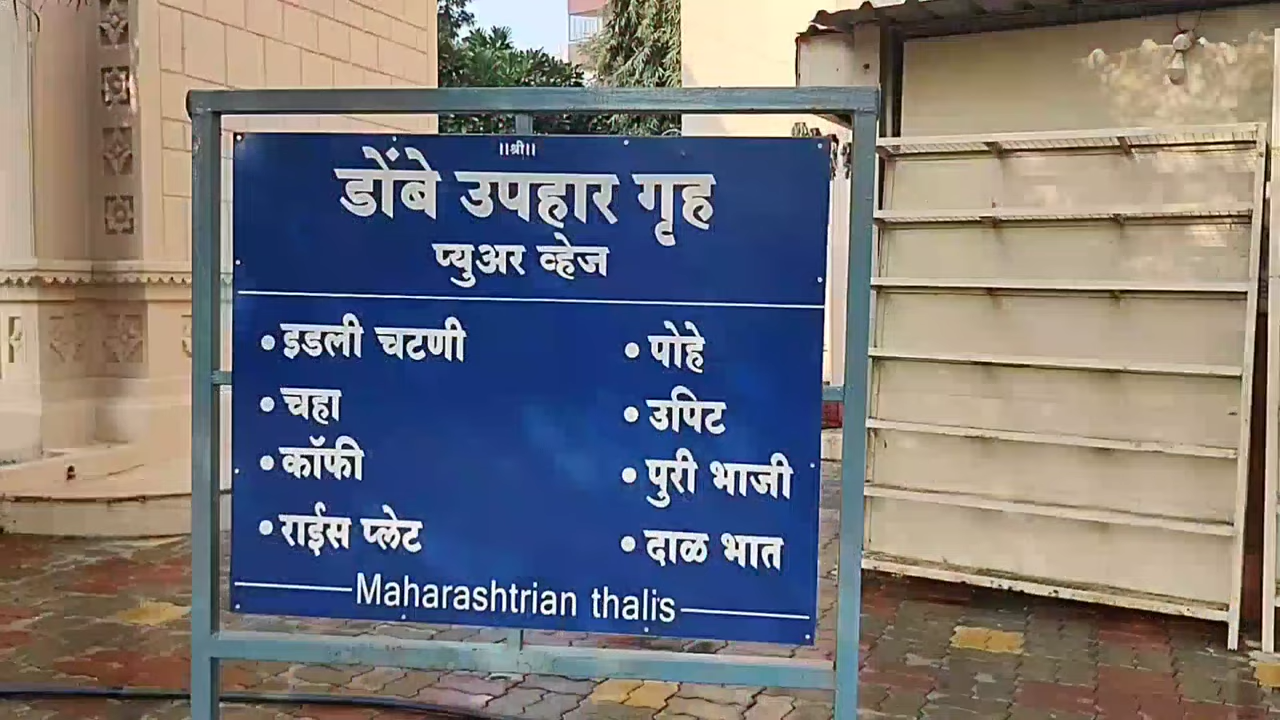 ॥श्री॥
डोंबे उपहार गृह
प्युअर व्हेज
• इडली चटणी
• पोहे
• चहा
• उपिट
• कॉफी
• पुरी भाजी
• राईस प्लेट
• दाळ भात
Maharashtrian thalis